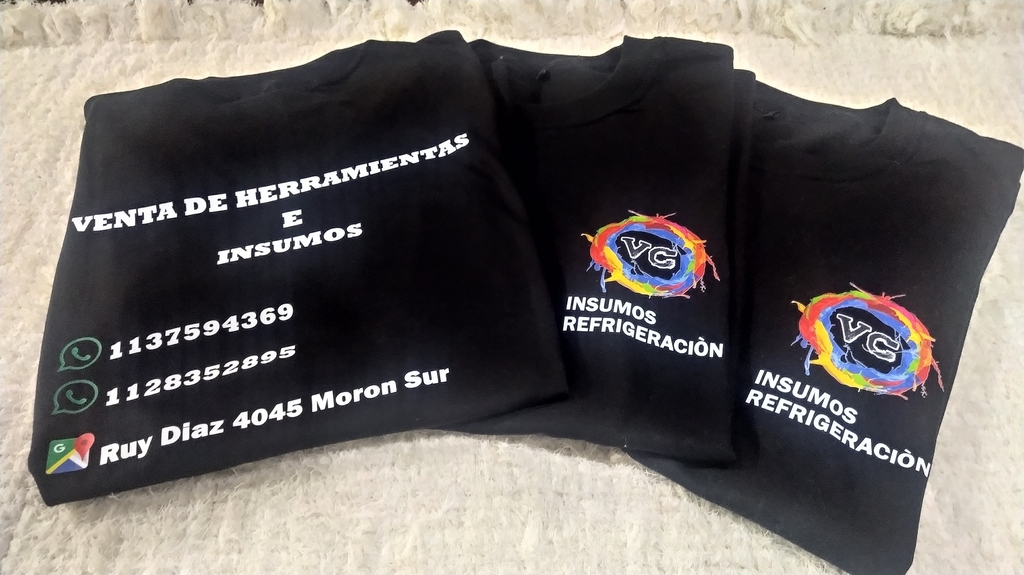 VENTA DE HERRAMIENTAS
E
INSUMOS
1137594369
1128352895
G
Ruy Diaz 4045 Moron Sur
VC
INSUMOS
REFRIGERACIÒN
VC
INSUMOS
REFRIGERACIÒN